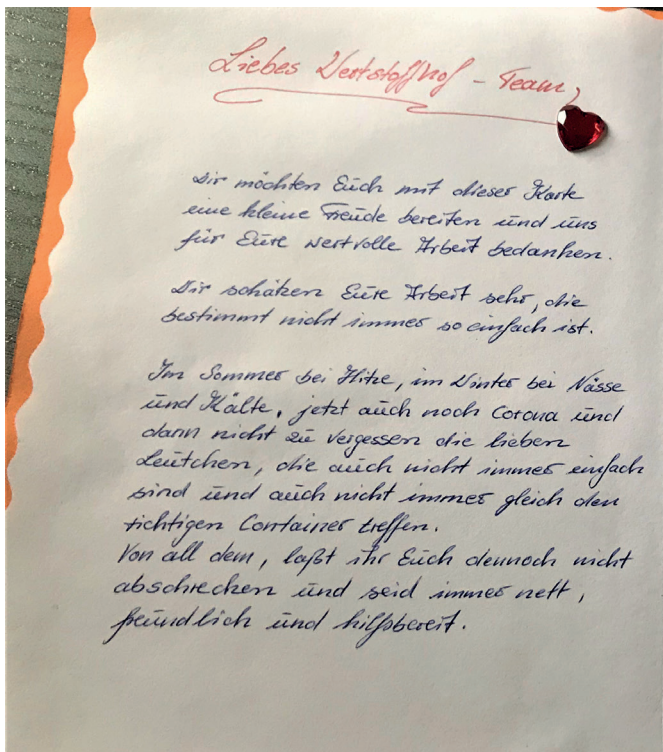 Liebes Wertstoffhof - Team,
Wir möchten Euch mit dieser Karte
eine kleine Freude bereiten und uns
für Eure wertvolle Arbeit bedanken.
Wir schätzen Eure Arbeit sehr, die
bestimmt nicht immer so einfach ist.
Im Sommer bei Hitze, im Winter bei Nässe
und Kälte, jetzt auch noch Corona und
dann nicht zu vergessen die lieben
Leutchen, die auch nicht immer einfach
sind und auch nicht immer gleich den
richtigen Container treffen.
Von all dem, laßt ihr Euch dennoch nicht
abschrecken und seid immer nett,
freundlich und hilfsbereit.